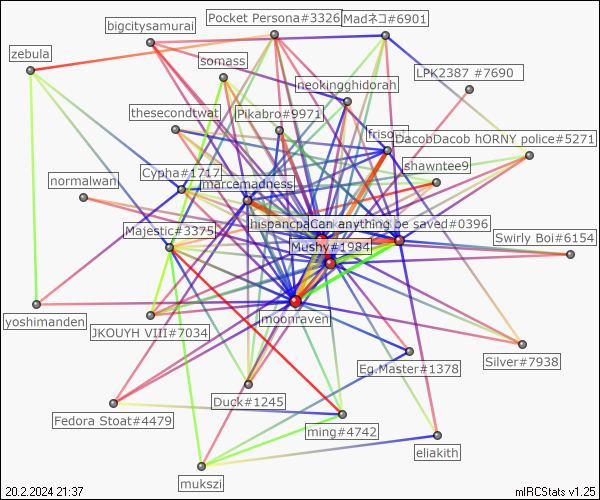 Pocket Persona#3326
Madネコ#6901
bigcitysamurai
zebula
somass
LPK2387 #7690
neokingghidorah
thesecondtwat
Pikabro#9971
DacobDacob hORNY police#5271
shawntee9
Cypha#1717
marcemadness
normalwan
Can anything be saved#0396
Majestic#3375
Swirly Boi#6154
Mushy#1984
moonraven
yoshimanden
JKOUYH VIII#7034
Silver#7938
Eg.Master#1378
Duck#1245
Fedora Stoat#4479
ming#4742
eliakith
mukszi
20.2.2024 21:37
mIRCStats v1.25